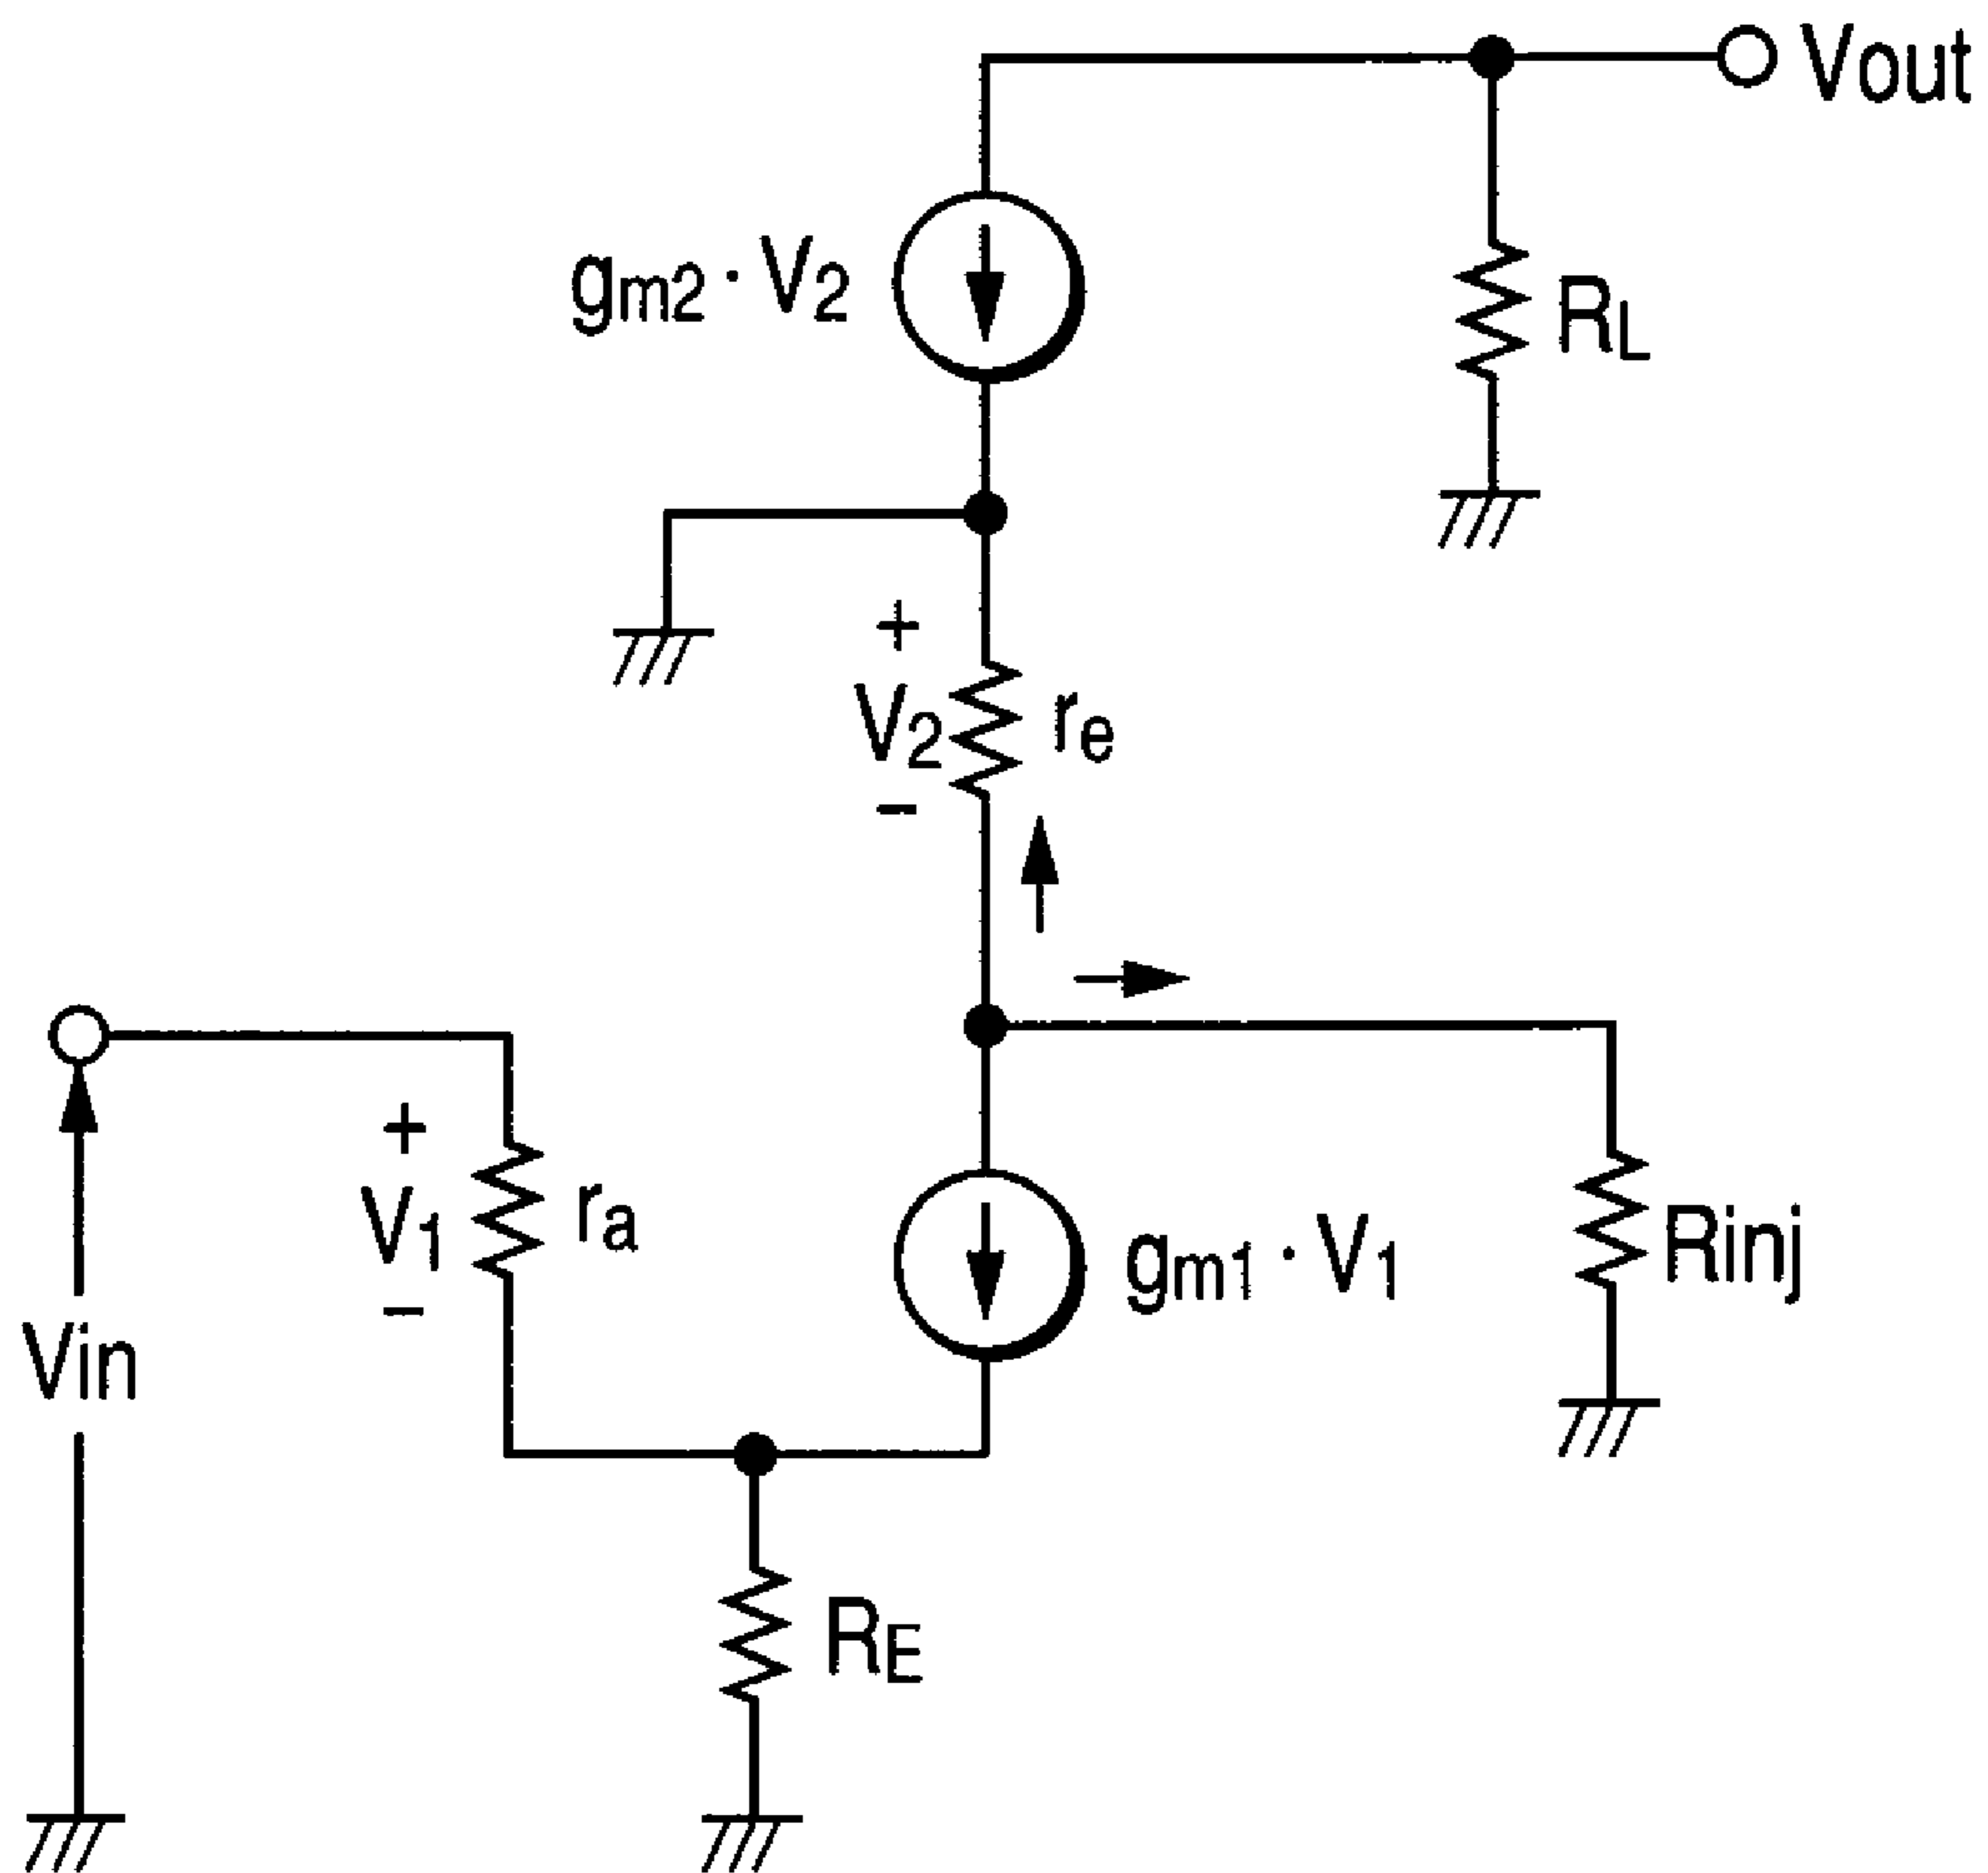 Vout
gm2·V2
RL
+
V2
−
re
+
V1
−
ra
gm1·V1
Rinj
Vin
RE